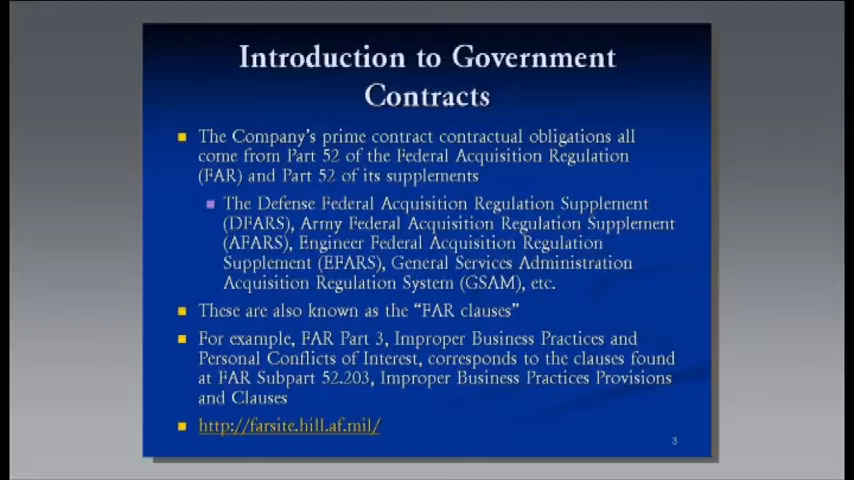 Introduction to Government
Contracts
The Company's prime contract contractual obligations all
come from Part 52 of the Federal Acquisition Regulation
(FAR) and Part 52 of its supplements
The Defense Federal Acquisition Regulation Supplement
(DFARS), Army Federal Acquisition Regulation Supplement
(AFARS), Engineer Federal Acquisition Regulation
Supplement (EFARS), General Services Administration
Acquisition Regulation System (GSAM), etc.
These are also known as the "FAR clauses"
For example, FAR Part 3, Improper Business Practices and
Personal Conflicts of Interest, corresponds to the clauses found
at FAR Subpart 52.203, Improper Business Practices Provisions
and Clauses
http://farsite.hill.af.mil/
3